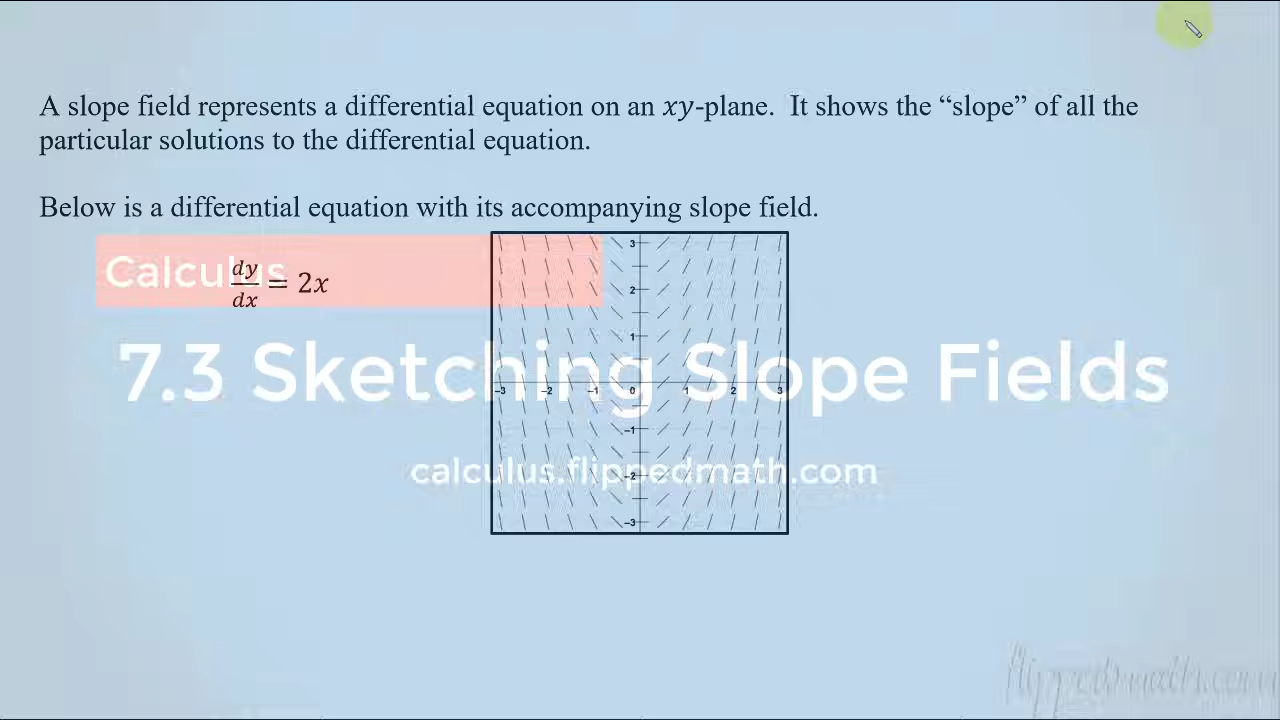 A slope field represents a differential equation on an xy-plane. It shows the “slope” of all the
particular solutions to the differential equation.
Below is a differential equation with its accompanying slope field.
Calculus
dy/dx = 2x
3
2
1
7.3 Sketching Slope Fields
−3 −2 −1 0 1 2 3
−1
calculus.flippedmath.com
−2
−3
flippedmath.com